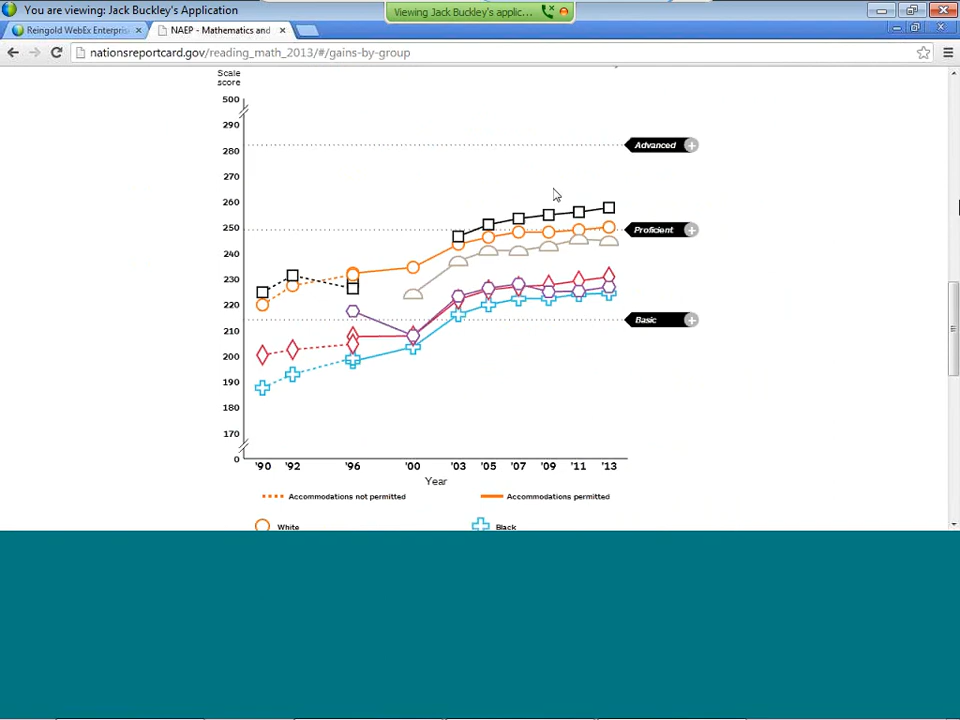 You are viewing: Jack Buckley's Application
Viewing Jack Buckley's applic...
Reingold WebEx Enterpris
NAEP - Mathematics and
nationsreportcard.gov/reading_math_2013/#/gains-by-group
Scale
score
500
290
280
270
260
250
240
230
220
210
200
190
180
170
0
Advanced
Proficient
Basic
'90 '92 '96 '00 '03 '05 '07 '09 '11 '13
Year
Accommodations not permitted
Accommodations permitted
White
Black